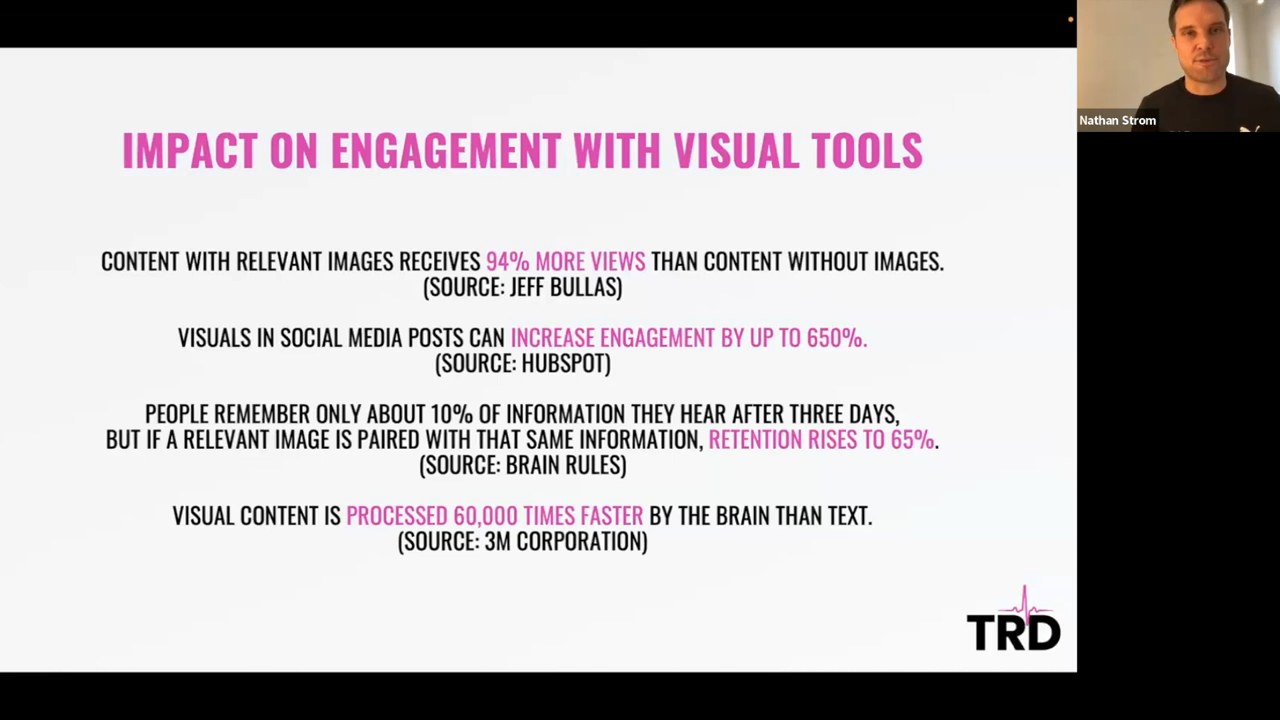 IMPACT ON ENGAGEMENT WITH VISUAL TOOLS
CONTENT WITH RELEVANT IMAGES RECEIVES 94% MORE VIEWS THAN CONTENT WITHOUT IMAGES.
(SOURCE: JEFF BULLAS)
VISUALS IN SOCIAL MEDIA POSTS CAN INCREASE ENGAGEMENT BY UP TO 650%.
(SOURCE: HUBSPOT)
PEOPLE REMEMBER ONLY ABOUT 10% OF INFORMATION THEY HEAR AFTER THREE DAYS,
BUT IF A RELEVANT IMAGE IS PAIRED WITH THAT SAME INFORMATION, RETENTION RISES TO 65%.
(SOURCE: BRAIN RULES)
VISUAL CONTENT IS PROCESSED 60,000 TIMES FASTER BY THE BRAIN THAN TEXT.
(SOURCE: 3M CORPORATION)
TRD
Nathan Strom